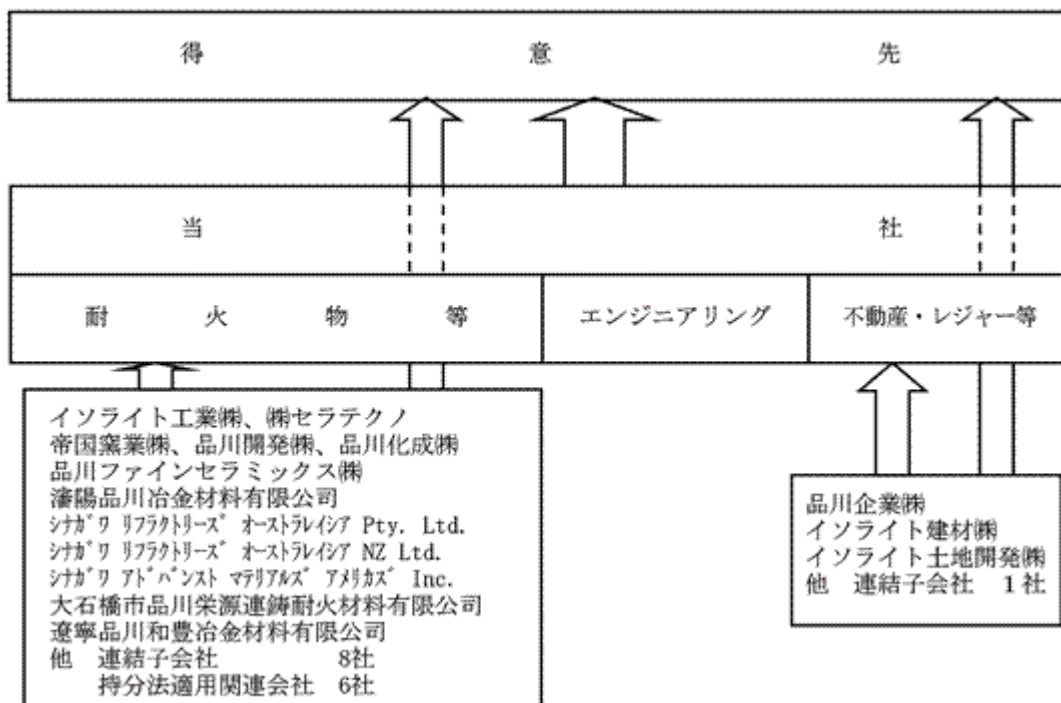 得意先
当社
耐火物等 エンジニアリング 不動産・レジャー等
イソライト工業㈱、㈱セラテクノ
帝国窯業㈱、品川開発㈱、品川化成㈱
品川ファインセラミックス㈱
瀋陽品川冶金材料有限公司
ｼﾅｶﾞﾜ ﾘﾌﾗｸﾄﾘｰｽﾞ ｵｰｽﾄﾗﾚｲｼｱ Pty. Ltd.
ｼﾅｶﾞﾜ ﾘﾌﾗｸﾄﾘｰｽﾞ ｵｰｽﾄﾗﾚｲｼｱ NZ Ltd.
ｼﾅｶﾞﾜ ｱﾄﾞﾊﾞﾝｽﾄ ﾏﾃﾘｱﾙｽﾞ ｱﾒﾘｶｽﾞ Inc.
大石橋市品川栄源連鋳耐火材料有限公司
遼寧品川和豊冶金材料有限公司
他 連結子会社 8社
持分法適用関連会社 6社
品川企業㈱
イソライト建材㈱
イソライト土地開発㈱
他 連結子会社 1社